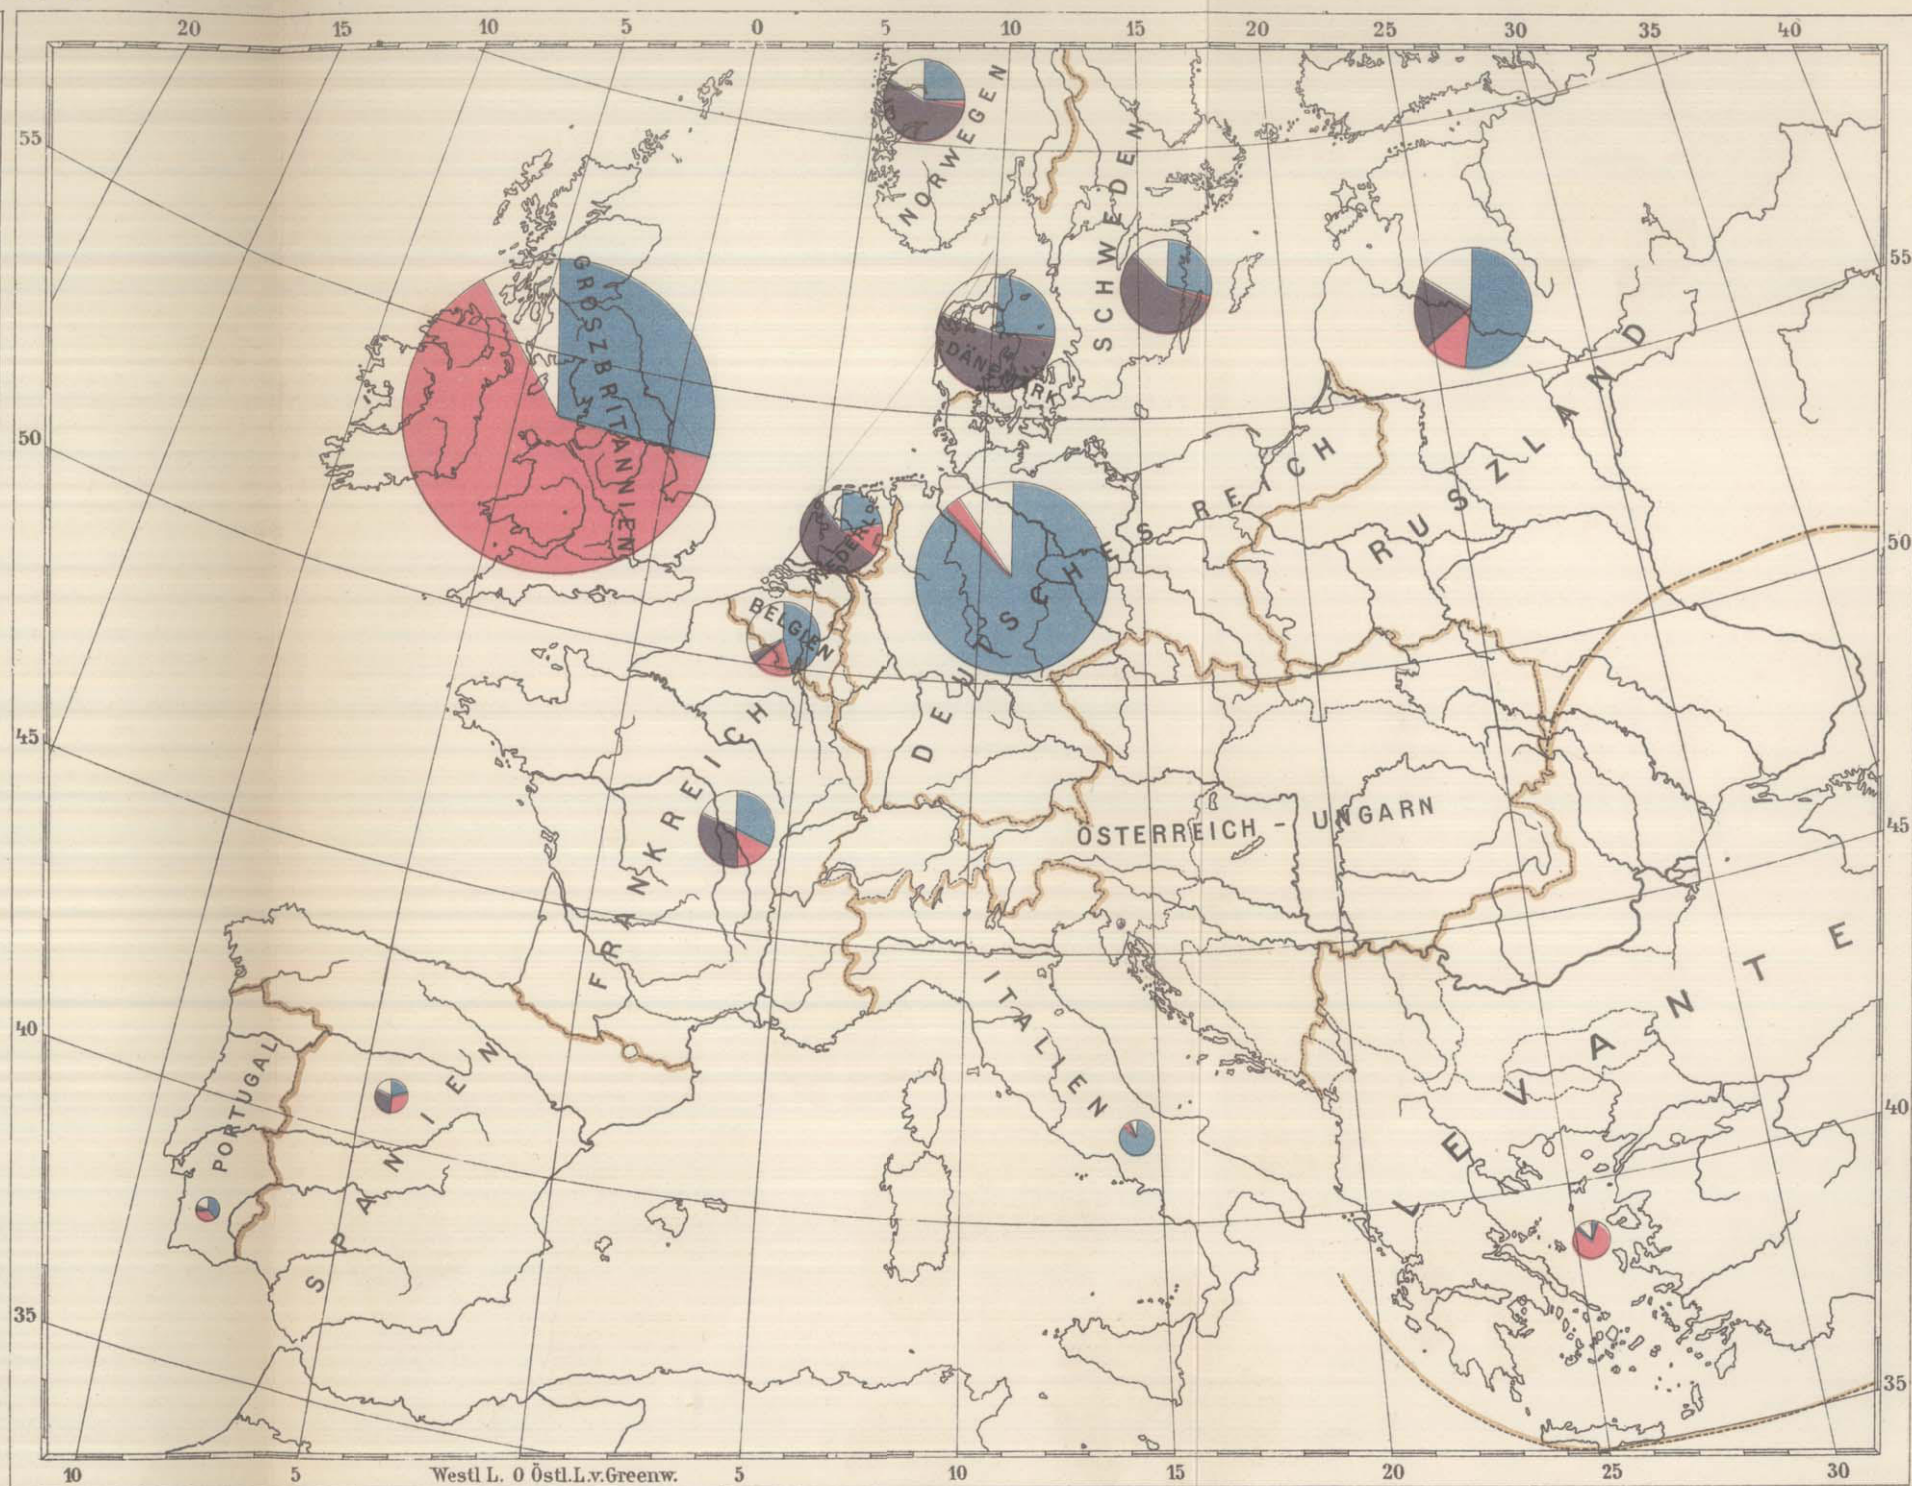 20 15 10 5 0 5 10 15 20 25 30 35 40
55
50
45
40
35
55
50
45
40
35
NORWEGEN
SCHWEDEN
GROSZBRITANNIEN
DÄNEMARK
RUSZLAND
NIEDERL.
BELGIEN
DEUTSCHES REICH
FRANKREICH
ÖSTERREICH - UNGARN
ITALIEN
PORTUGAL
SPANIEN
LEVANTE
10 5 Westl L. 0 Östl.L.v.Greenw. 5 10 15 20 25 30